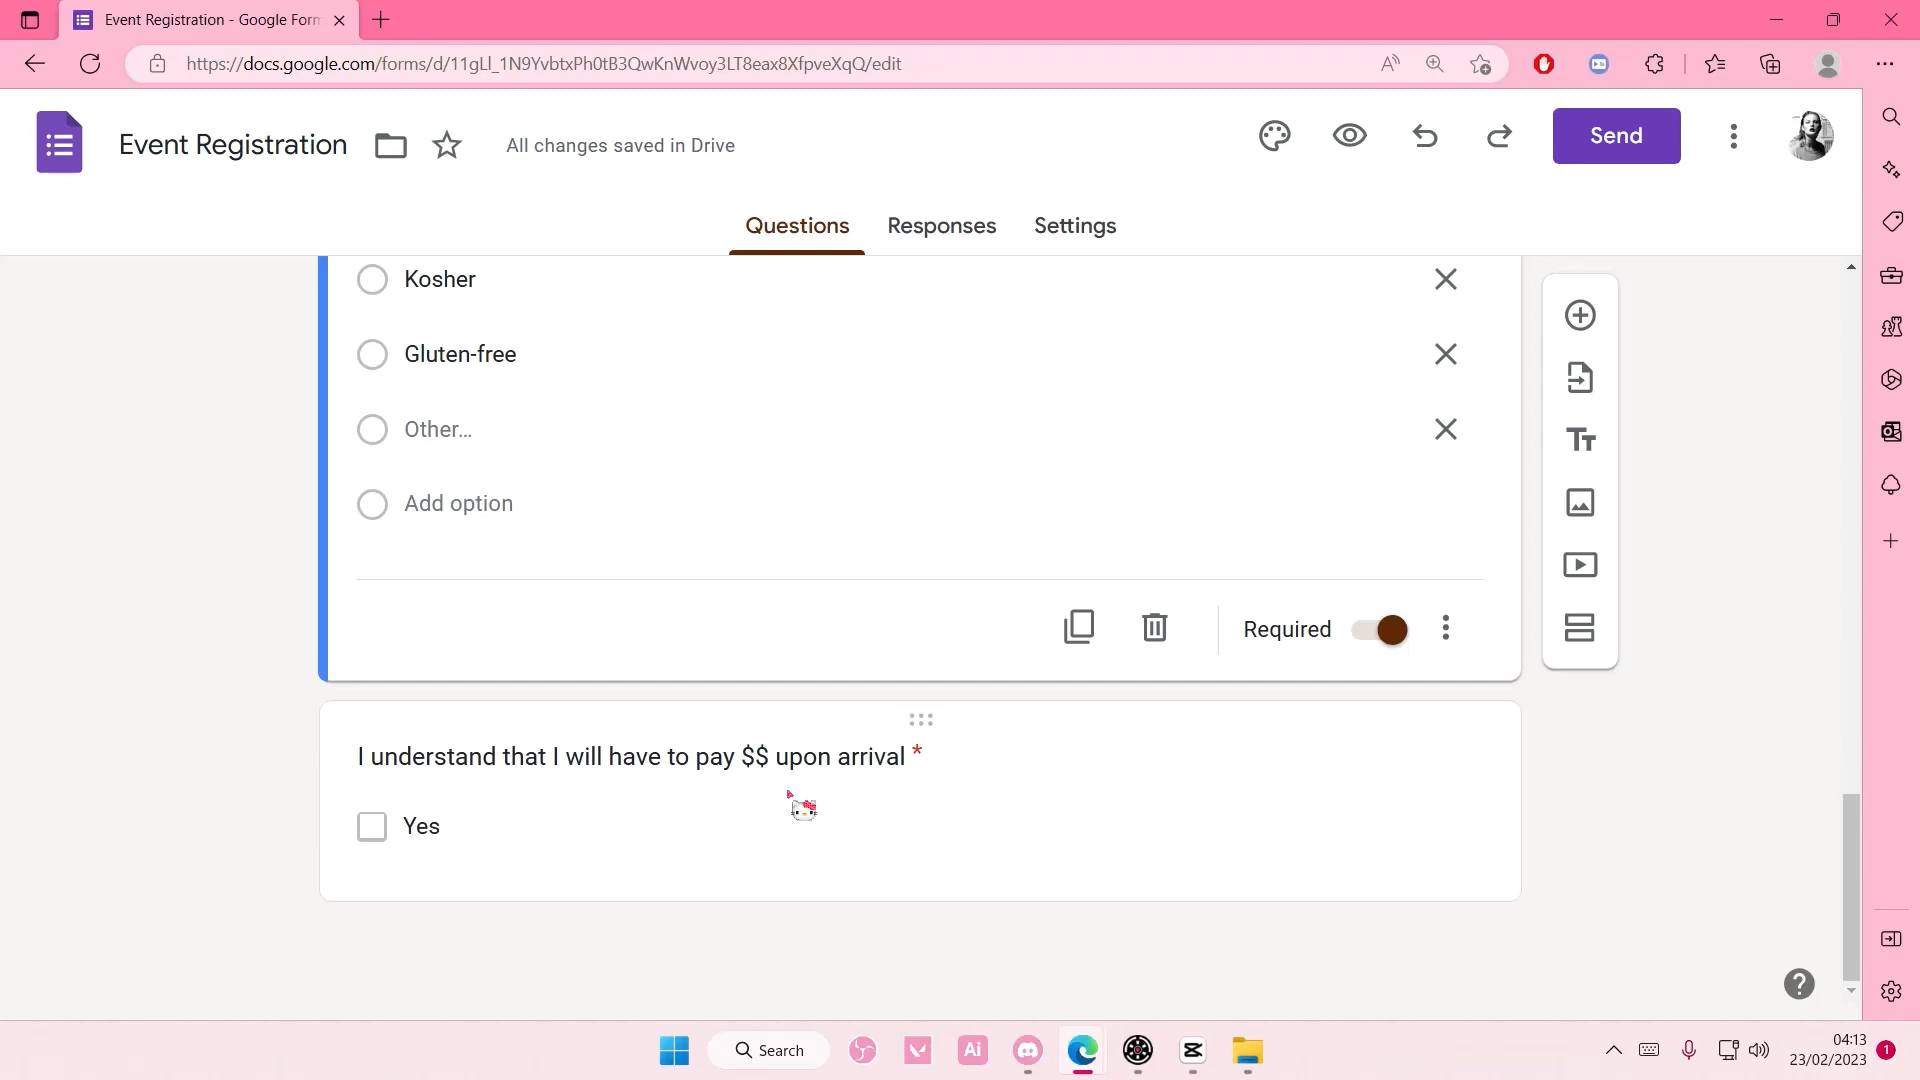 Event Registration - Google Form
https://docs.google.com/forms/d/11gLl_1N9YvbtxPh0tB3QwKnWvoy3LT8eax8XfpveXqQ/edit
Event Registration
All changes saved in Drive
Send
Questions
Responses
Settings
Kosher
Gluten-free
Other...
Add option
Required
I understand that I will have to pay $$ upon arrival *
Yes
Search
Ai
04:13
23/02/2023
1